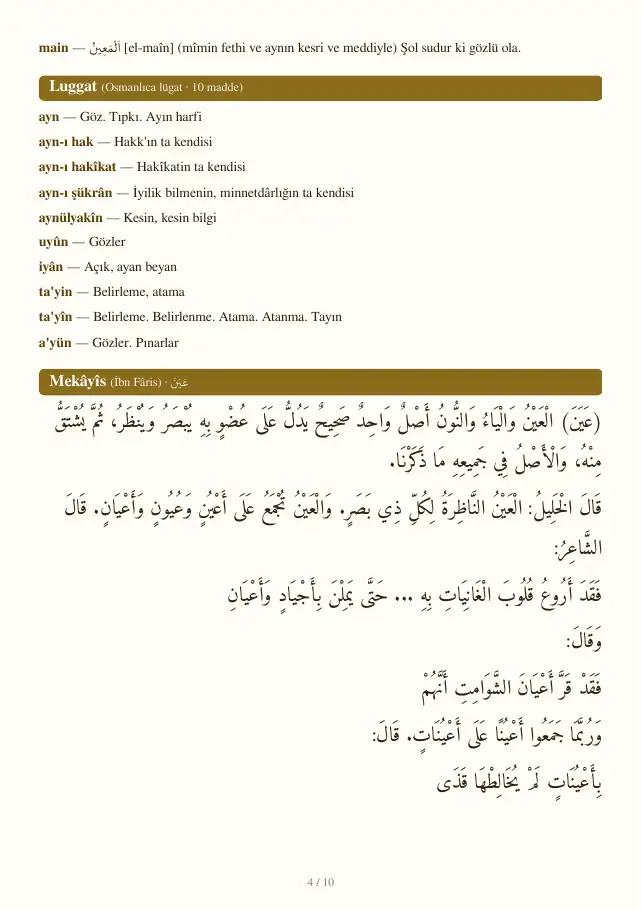 main — اَلْمَعِينُ [el-maîn] (mîmin fethi ve aynın kesri ve meddiyle) Şol sudur ki gözlü ola.
Luggat (Osmanlıca lügat · 10 madde)
ayn — Göz. Tıpkı. Ayın harfi
ayn-ı hak — Hakk'ın ta kendisi
ayn-ı hakîkat — Hakîkatin ta kendisi
ayn-ı şükrân — İyilik bilmenin, minnetdârlığın ta kendisi
aynülyakîn — Kesin, kesin bilgi
uyûn — Gözler
iyân — Açık, ayan beyan
ta'yin — Belirleme, atama
ta'yîn — Belirleme. Belirlenme. Atama. Atanma. Tayın
a'yün — Gözler. Pınarlar
Mekâyîs (İbn Fâris) · عَيَنَ
(عَيَنَ) الْعَيْنُ وَالْيَاءُ وَالنُّونُ أَصْلٌ وَاحِدٌ صَحِيحٌ يَدُلُّ عَلَى عُضْوٍ بِهِ يُبْصَرُ وَيُنْظَرُ، ثُمَّ يُشْتَقُّ
مِنْهُ، وَالْأَصْلُ فِي جَمِيعِهِ مَا ذَكَرْنَا.
قَالَ الْخَلِيلُ: الْعَيْنُ النَّاظِرَةُ لِكُلِّ ذِي بَصَرٍ. وَالْعَيْنُ تُجْمَعُ عَلَى أَعْيُنٍ وَعُيُونٍ وَأَعْيَانٍ. قَالَ
الشَّاعِرُ:
فَقَدَ أَرُوعُ قُلُوبَ الْغَانِيَاتِ بِهِ ... حَتَّى يَمِلْنَ بِأَجْيَادٍ وَأَعْيَانِ
وَقَالَ:
فَقَدْ قَرَّ أَعْيَانَ الشَّوَامِتِ أَنَّهُمْ
وَرُبَّمَا جَمَعُوا أَعْيُنًا عَلَى أَعْيُنَاتٍ. قَالَ:
بِأَعْيُنَاتٍ لَمْ يُخَالِطْهَا قَذَى
4 / 10